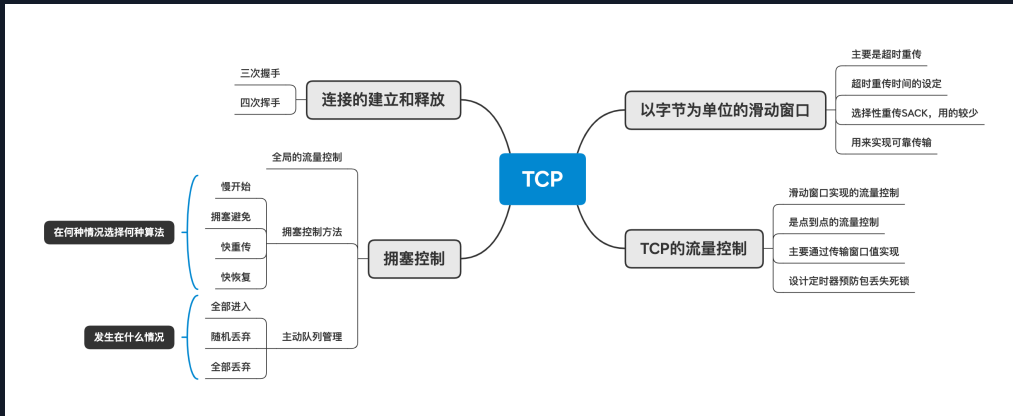 TCP
连接的建立和释放
三次握手
四次挥手
拥塞控制
全局的流量控制
拥塞控制方法
慢开始
拥塞避免
快重传
快恢复
在何种情况选择何种算法
主动队列管理
全部进入
随机丢弃
全部丢弃
发生在什么情况
以字节为单位的滑动窗口
主要是超时重传
超时重传时间的设定
选择性重传SACK，用的较少
用来实现可靠传输
TCP的流量控制
滑动窗口实现的流量控制
是点到点的流量控制
主要通过传输窗口值实现
设计定时器预防包丢失死锁